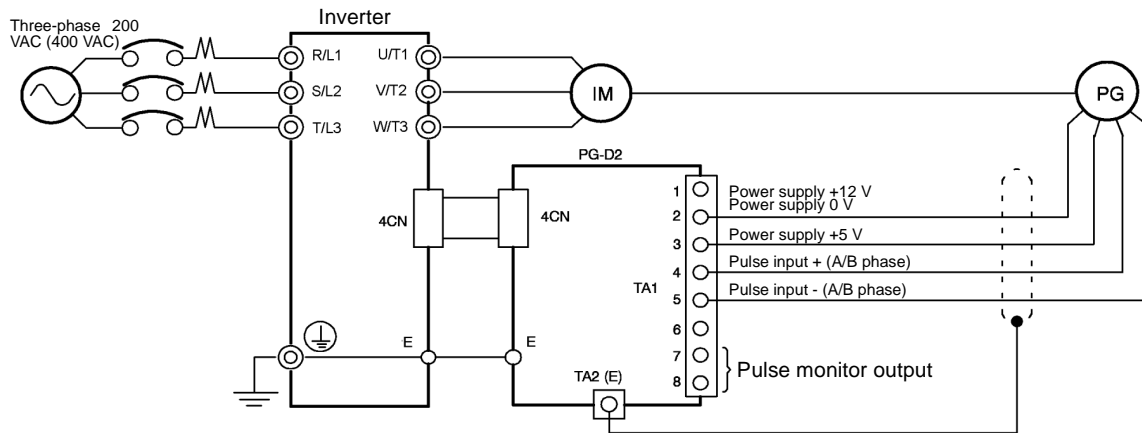 Three-phase 200
VAC (400 VAC)
Inverter
R/L1
U/T1
S/L2
V/T2
IM
PG
T/L3
W/T3
PG-D2
4CN
4CN
1
Power supply +12 V
2
Power supply 0 V
3
Power supply +5 V
4
Pulse input + (A/B phase)
TA1
5
Pulse input - (A/B phase)
6
E
E
7
Pulse monitor output
8
TA2 (E)